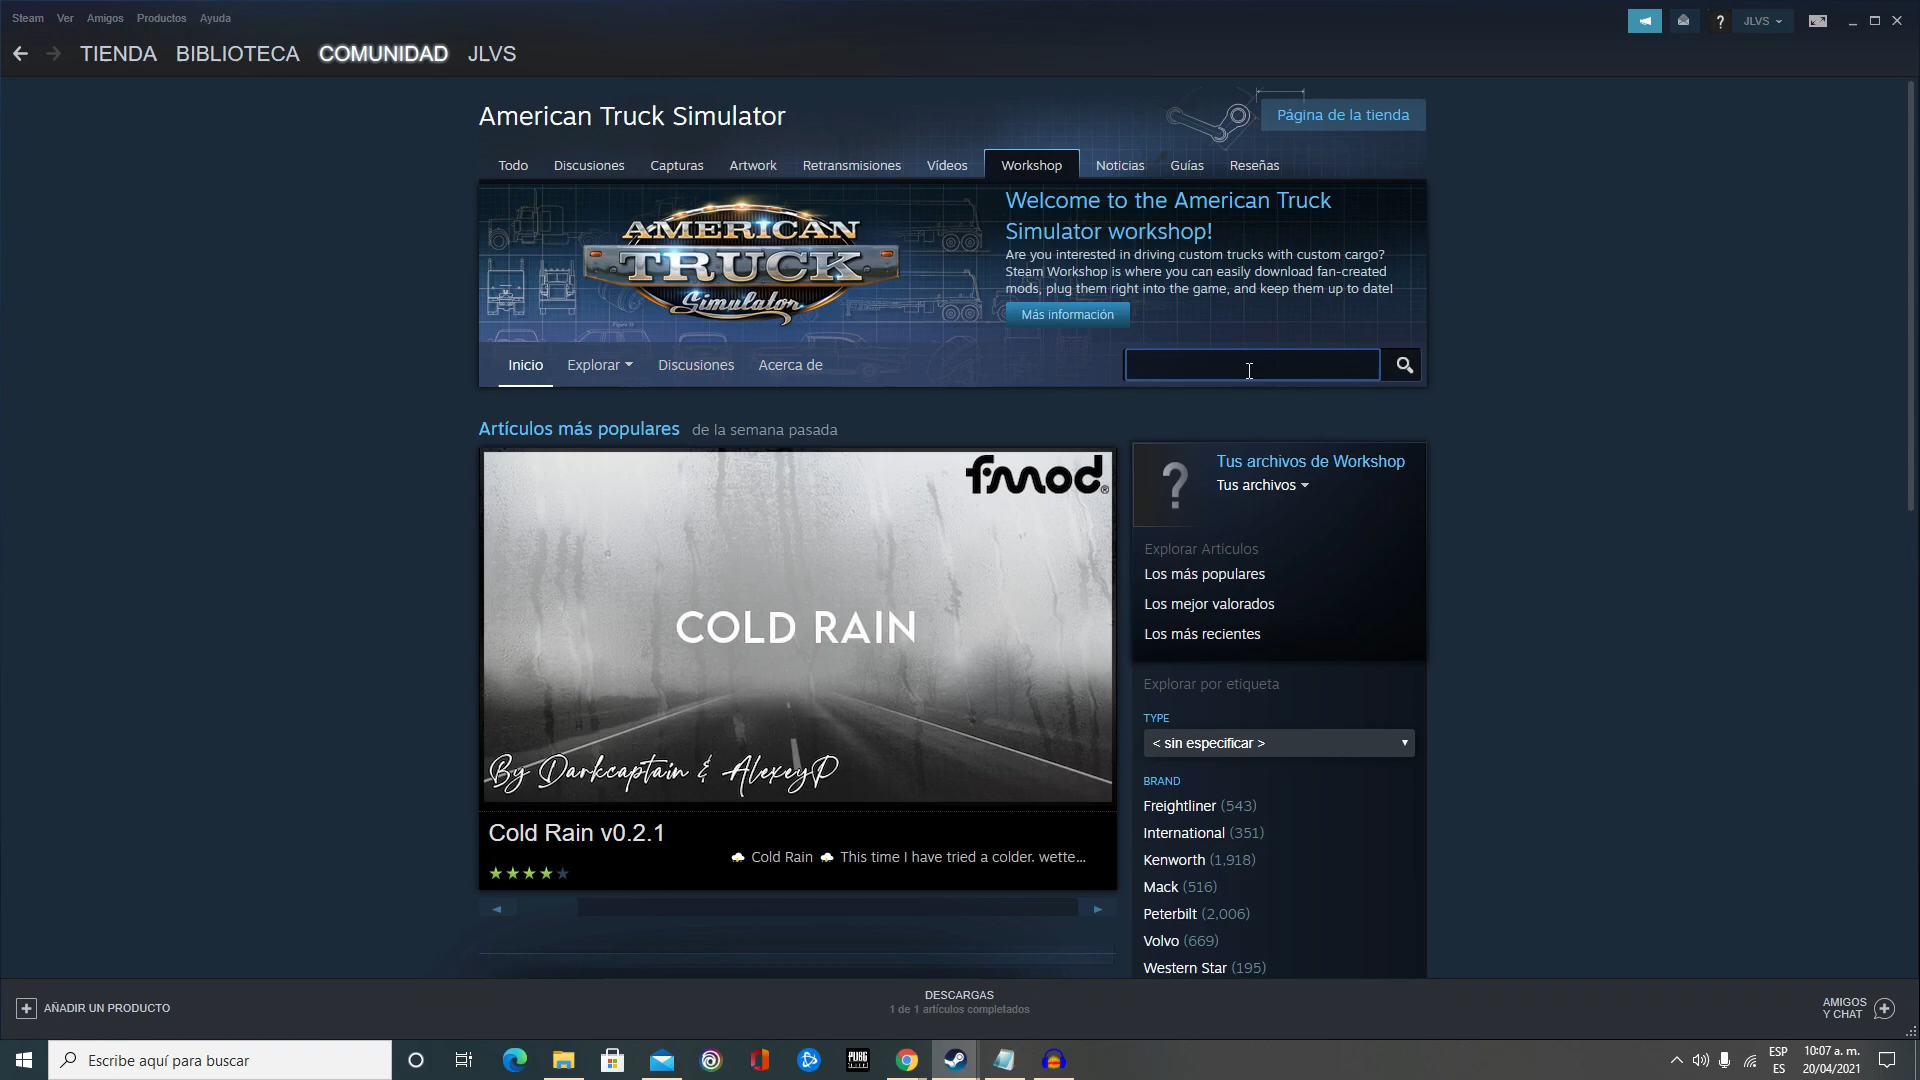 Steam Ver Amigos Productos Ayuda
JLVS
TIENDA BIBLIOTECA COMUNIDAD JLVS
American Truck Simulator
Página de la tienda
Todo Discusiones Capturas Artwork Retransmisiones Vídeos Workshop Noticias Guías Reseñas
AMERICAN
TRUCK
Simulator
Welcome to the American Truck
Simulator workshop!
Are you interested in driving custom trucks with custom cargo?
Steam Workshop is where you can easily download fan-created
mods, plug them right into the game, and keep them up to date!
Más información
Inicio Explorar Discusiones Acerca de
Artículos más populares de la semana pasada
fmod®
COLD RAIN
By Darkcaptain & AlexeyP
Cold Rain v0.2.1
Cold Rain This time I have tried a colder. wette...
Tus archivos de Workshop
Tus archivos
Explorar Artículos
Los más populares
Los mejor valorados
Los más recientes
Explorar por etiqueta
TYPE
< sin especificar >
BRAND
Freightliner (543)
International (351)
Kenworth (1,918)
Mack (516)
Peterbilt (2,006)
Volvo (669)
Western Star (195)
AÑADIR UN PRODUCTO
DESCARGAS
1 de 1 artículos completados
AMIGOS
Y CHAT
Escribe aquí para buscar
PUBG
ESP
ES
10:07 a. m.
20/04/2021